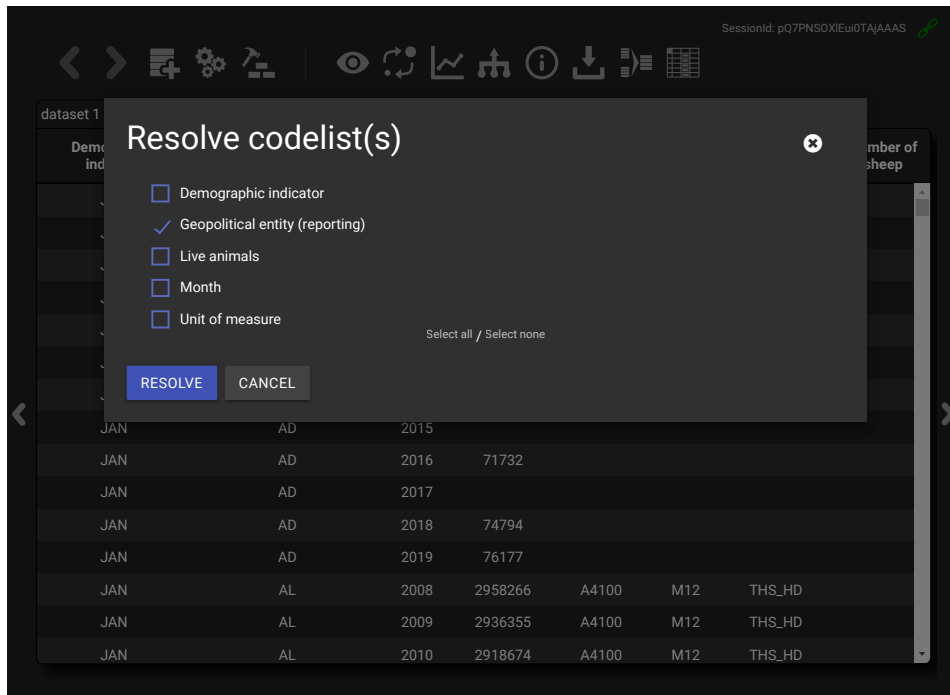 SessionId: pQ7PNSOXlEui0TAjAAAS
dataset 1
Resolve codelist(s)
Demographic indicator
Geopolitical entity (reporting)
Live animals
Month
Unit of measure
Select all / Select none
RESOLVE CANCEL
JAN AD 2015
JAN AD 2016 71732
JAN AD 2017
JAN AD 2018 74794
JAN AD 2019 76177
JAN AL 2008 2958266 A4100 M12 THS_HD
JAN AL 2009 2936355 A4100 M12 THS_HD
JAN AL 2010 2918674 A4100 M12 THS_HD